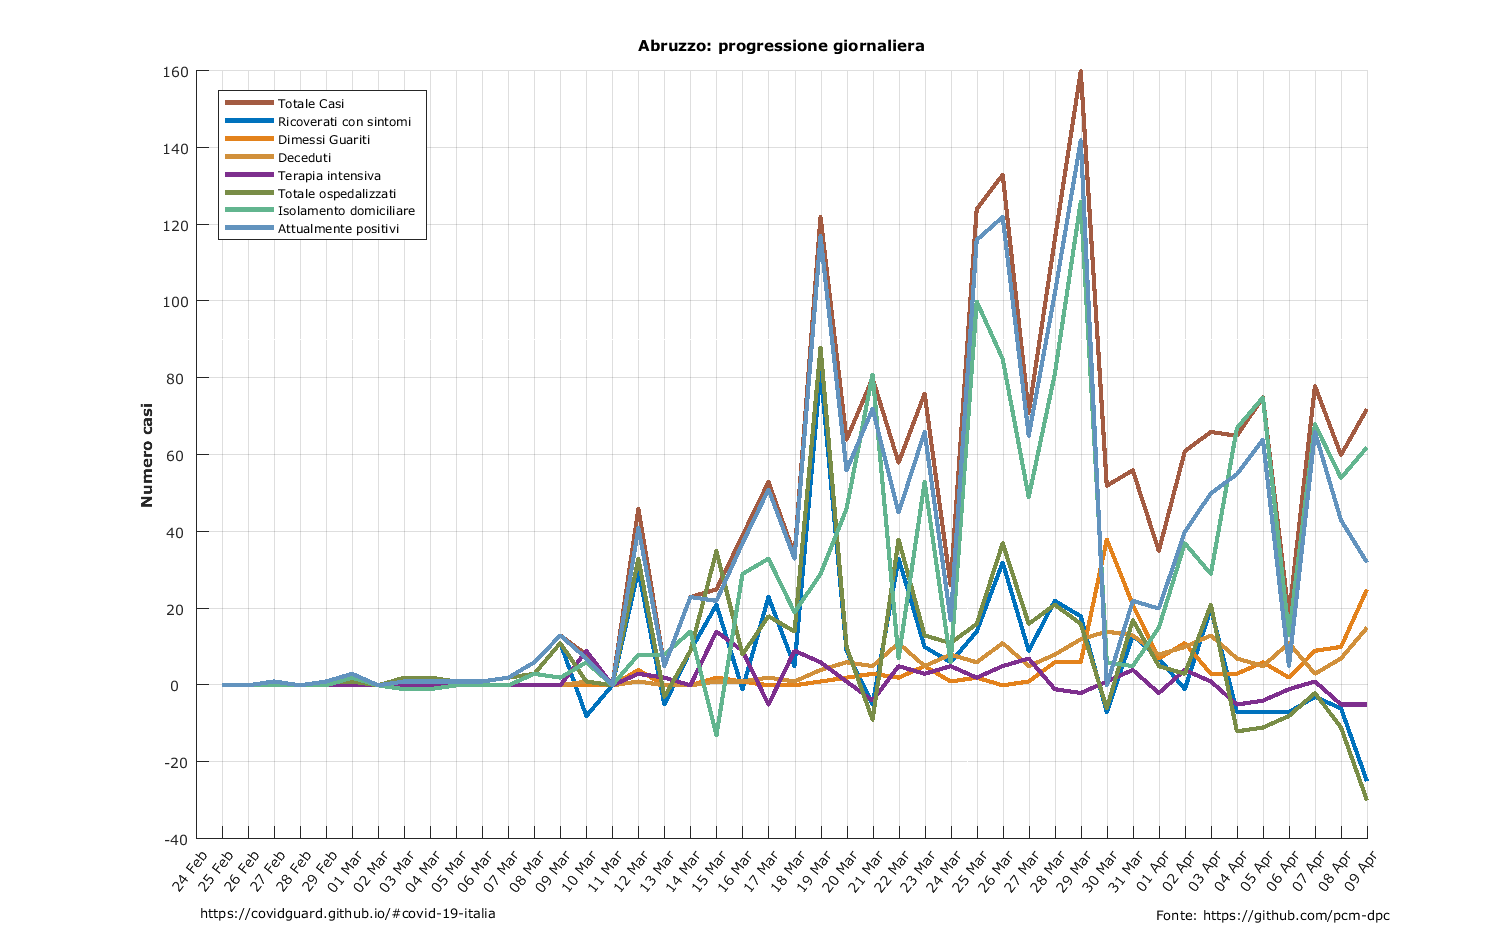 Abruzzo: progressione giornaliera
160
140
120
100
80
60
40
20
0
-20
-40
Numero casi
Totale Casi
Ricoverati con sintomi
Dimessi Guariti
Deceduti
Terapia intensiva
Totale ospedalizzati
Isolamento domiciliare
Attualmente positivi
24 Feb
25 Feb
26 Feb
27 Feb
28 Feb
29 Feb
01 Mar
02 Mar
03 Mar
04 Mar
05 Mar
06 Mar
07 Mar
08 Mar
09 Mar
10 Mar
11 Mar
12 Mar
13 Mar
14 Mar
15 Mar
16 Mar
17 Mar
18 Mar
19 Mar
20 Mar
21 Mar
22 Mar
23 Mar
24 Mar
25 Mar
26 Mar
27 Mar
28 Mar
29 Mar
30 Mar
31 Mar
01 Apr
02 Apr
03 Apr
04 Apr
05 Apr
06 Apr
07 Apr
08 Apr
09 Apr
https://covidguard.github.io/#covid-19-italia
Fonte: https://github.com/pcm-dpc